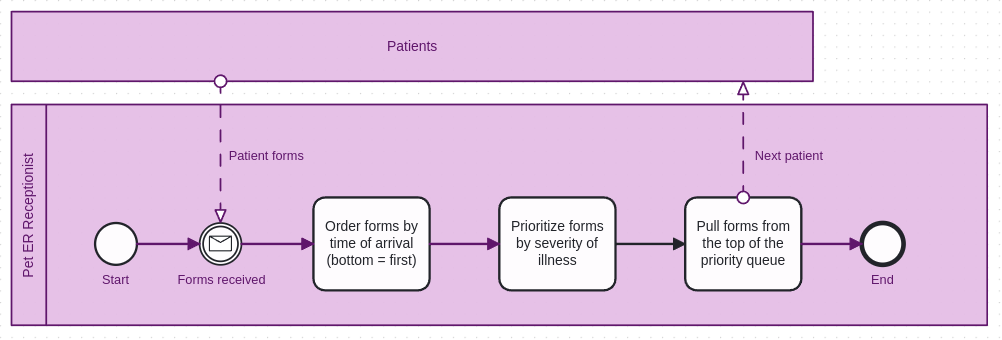 Patients
Pet ER Receptionist
Patient forms
Next patient
Start
Forms received
Order forms by
time of arrival
(bottom = first)
Prioritize forms
by severity of
illness
Pull forms from
the top of the
priority queue
End